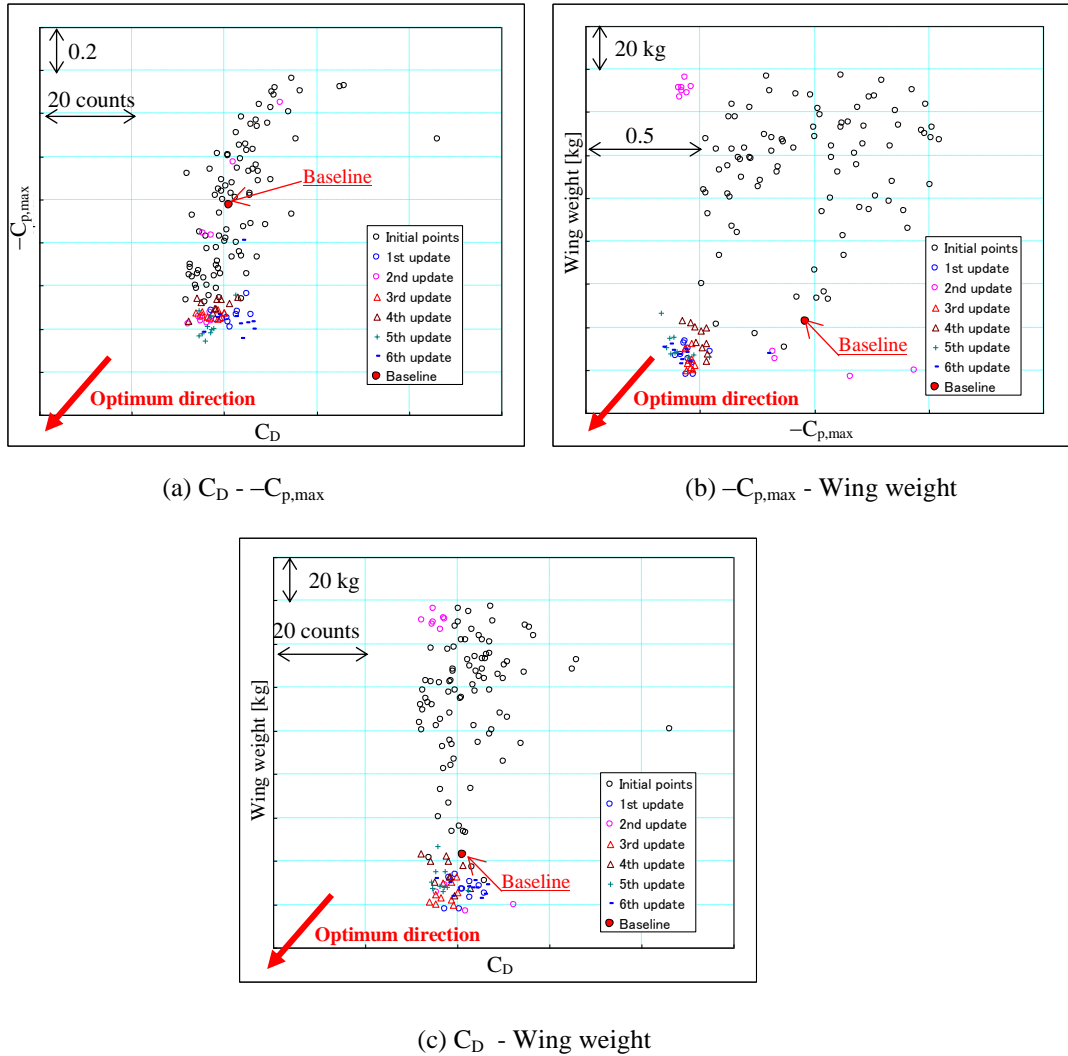 0.2
20 counts
Baseline
–Cp,max
Initial points
1st update
2nd update
3rd update
4th update
5th update
6th update
Baseline
Optimum direction
CD
(a) CD - –Cp,max
20 kg
0.5
Wing weight [kg]
Initial points
1st update
2nd update
3rd update
4th update
5th update
6th update
Baseline
Baseline
Optimum direction
–Cp,max
(b) –Cp,max - Wing weight
20 kg
20 counts
Wing weight [kg]
Initial points
1st update
2nd update
3rd update
4th update
5th update
6th update
Baseline
Baseline
Optimum direction
CD
(c) CD - Wing weight